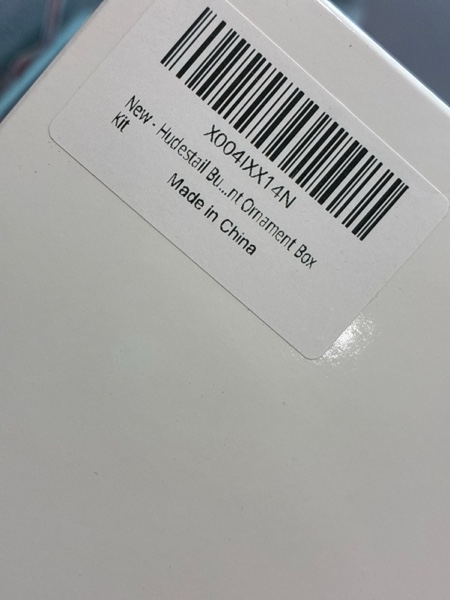 X004IXX14N
New - Hudestail Bu...nt Ornament Box
Kit
Made in China